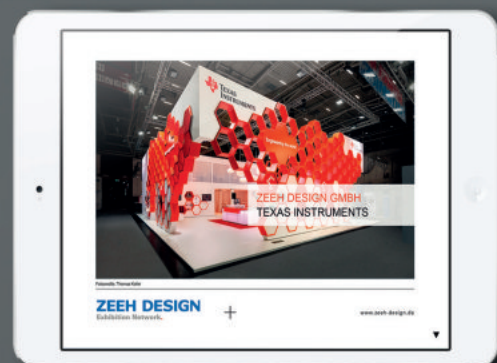 TEXAS
INSTRUMENTS
ZEEH DESIGN GMBH
TEXAS INSTRUMENTS
ZEEH DESIGN
Exhibition Network.
www.zeeh-design.de